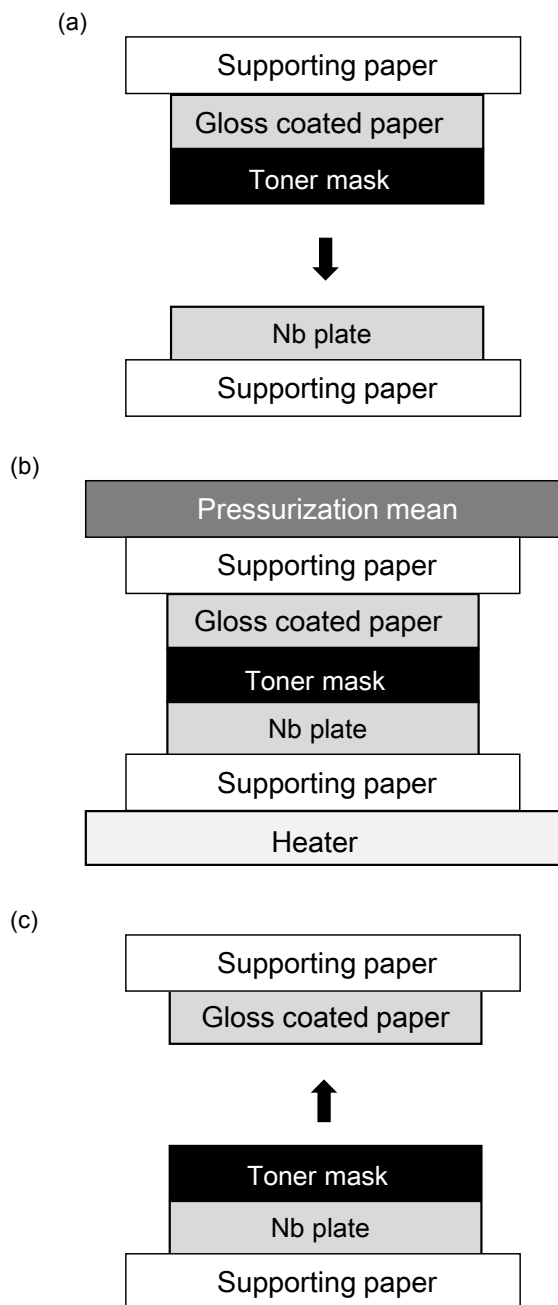 (a)
Supporting paper
Gloss coated paper
Toner mask
Nb plate
Supporting paper
(b)
Pressurization mean
Supporting paper
Gloss coated paper
Toner mask
Nb plate
Supporting paper
Heater
(c)
Supporting paper
Gloss coated paper
Toner mask
Nb plate
Supporting paper